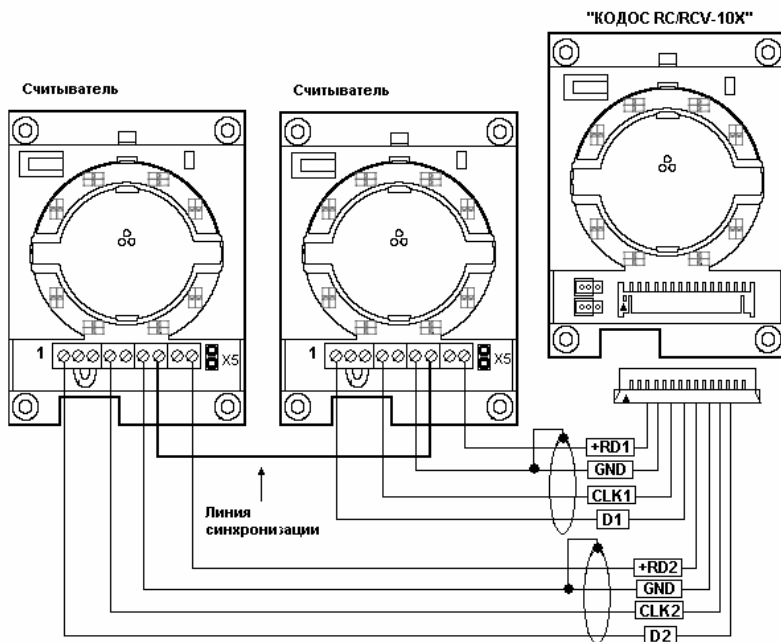 "КОДОС RC/RCV-10X"
Считыватель
Считыватель
1
X5
1
X5
+RD1
GND
CLK1
D1
Линия
синхронизации
+RD2
GND
CLK2
D2